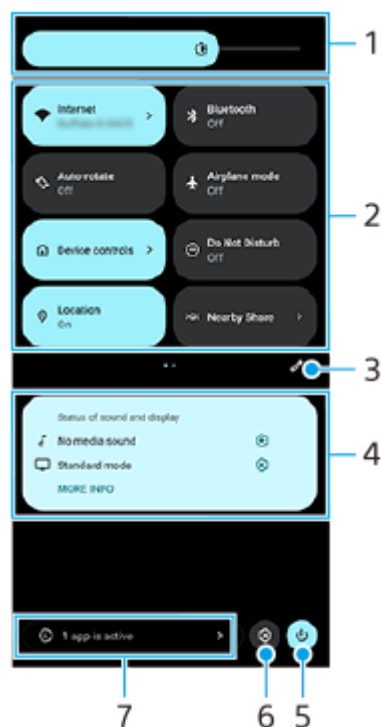 1
Internet
Bluetooth
Off
Auto-rotate
Off
Airplane mode
Off
2
Device controls
Do Not Disturb
Off
Location
On
Nearby Share
3
Status of sound and display
No media sound
Standard mode
MORE INFO
4
1 app is active
7
6
5